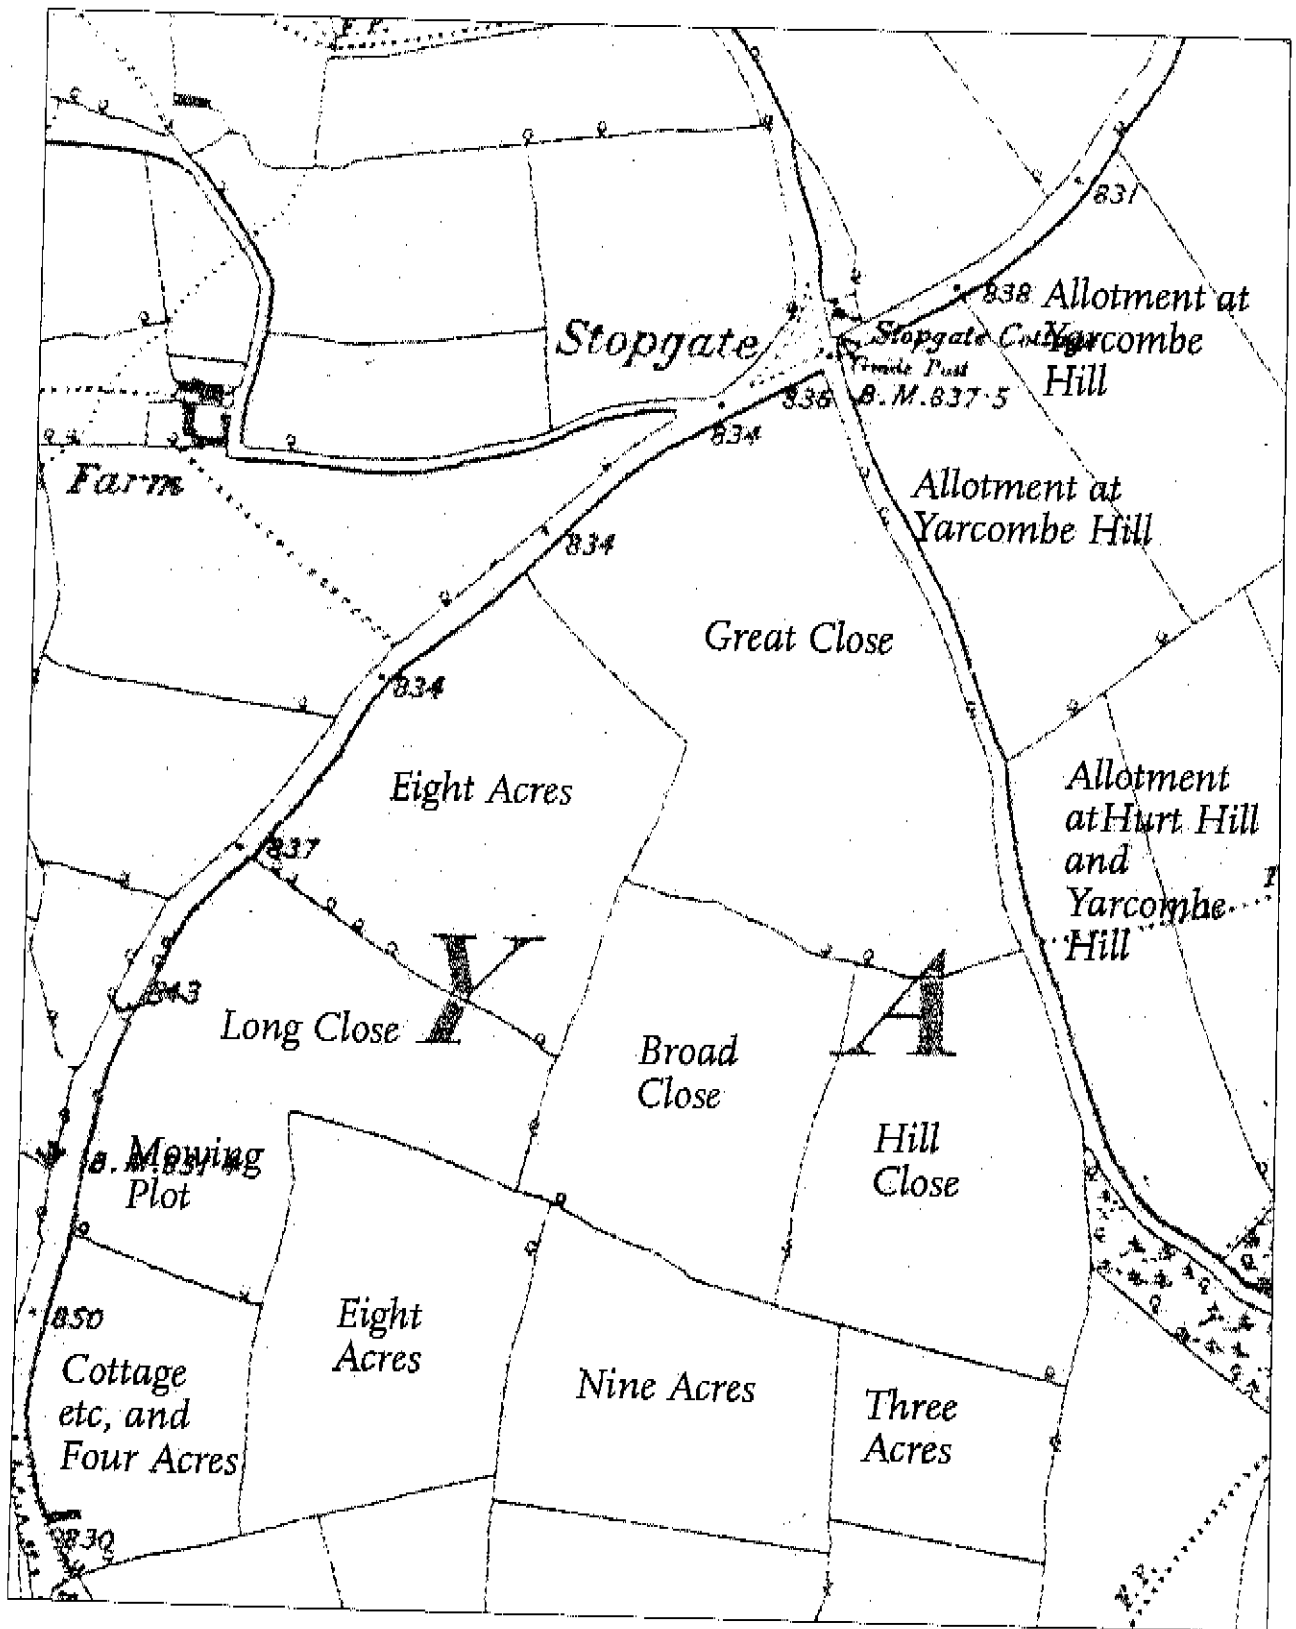 F.P.
831
838
Allotment at
Yarcombe
Hill
Stopgate
Stopgate Cottage
Guide Post
836
B.M.837·5
834
Farm
Allotment at
Yarcombe Hill
834
Great Close
834
Eight Acres
Allotment
at Hurt Hill
and
Yarcombe
Hill
837
Y
A
843
Long Close
Broad
Close
Hill
Close
Mowing
Plot
850
Eight
Acres
Cottage
etc, and
Four Acres
Nine Acres
Three
Acres
830
F.P.